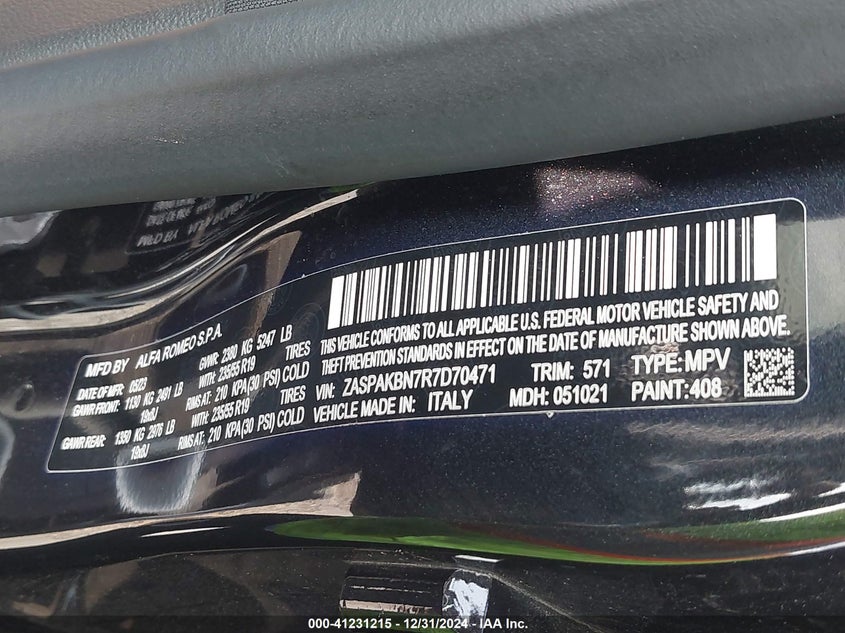 MFD BY ALFA ROMEO S.P.A.
DATE OF MFR: 0923 GVWR: 2380 KG 5247 LB
GAWR FRONT: 1130 KG 2491 LB WITH: 235/55 R19 TIRES
19x8J RIMS AT: 210 KPA(30 PSI) COLD
GAWR REAR: 1350 KG 2976 LB WITH: 235/55 R19 TIRES
19x8J RIMS AT: 210 KPA(30 PSI) COLD
THIS VEHICLE CONFORMS TO ALL APPLICABLE U.S. FEDERAL MOTOR VEHICLE SAFETY AND
THEFT PREVENTION STANDARDS IN EFFECT ON THE DATE OF MANUFACTURE SHOWN ABOVE.
VIN: ZASPAKBN7R7D70471 TRIM: 571 TYPE: MPV
VEHICLE MADE IN: ITALY MDH: 051021 PAINT: 408
000-41231215 - 12/31/2024 - IAA Inc.